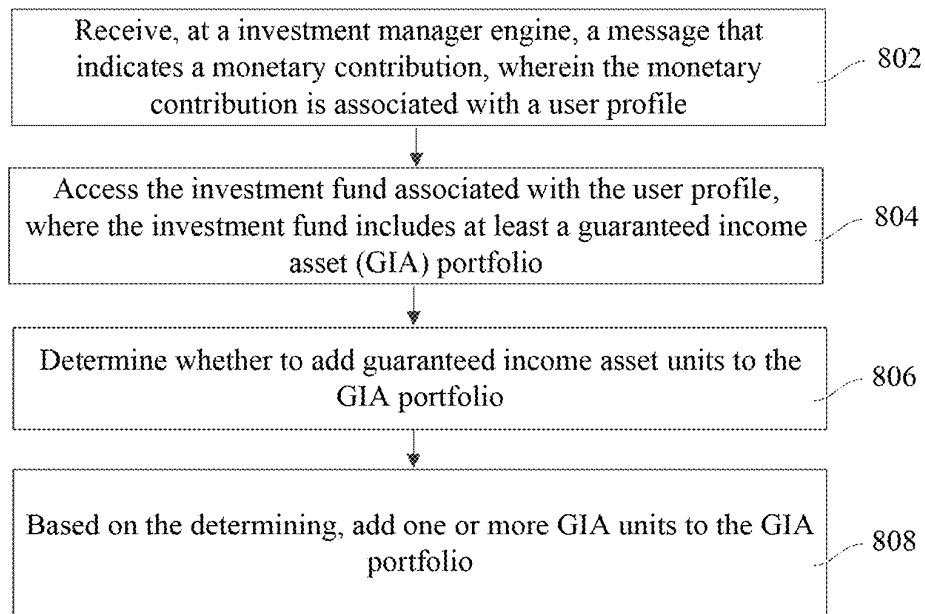 Receive, at a investment manager engine, a message that
indicates a monetary contribution, wherein the monetary
contribution is associated with a user profile
802
Access the investment fund associated with the user profile,
where the investment fund includes at least a guaranteed income
asset (GIA) portfolio
804
Determine whether to add guaranteed income asset units to the
GIA portfolio
806
Based on the determining, add one or more GIA units to the GIA
portfolio
808